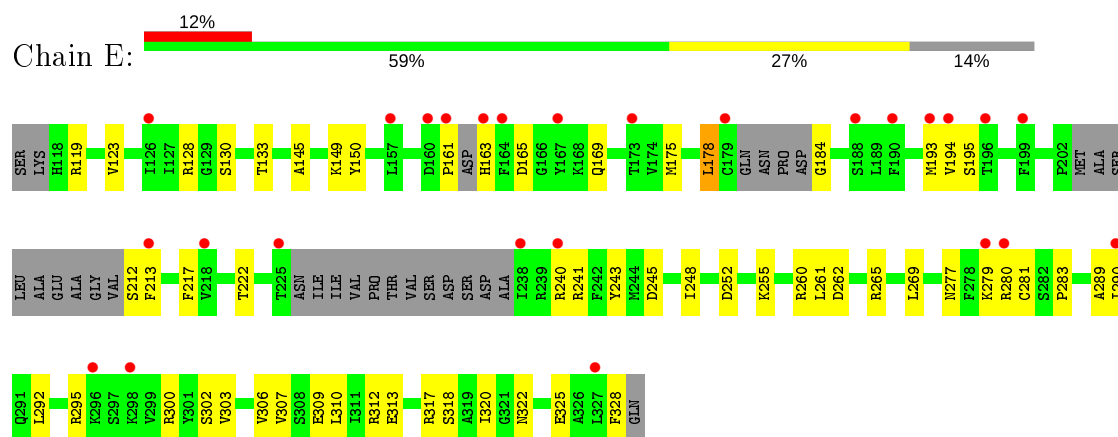 12%
Chain E:
59% 27% 14%
SER LYS H118 R119 V123 I126 I127 R128 G129 S130 T133 A145 K149 Y150 L157 D160 P161 ASP H163 F164 D165 G166 Y167 K168 Q169 T173 V174 M175 L178 C179 GLN ASN PRO ASP G184 S188 L189 F190 M193 V194 S195 T196 F199 P202 MET ALA SER
LEU ALA GLU ALA GLY VAL S212 F213 F217 V218 T222 T225 ASN ILE ILE VAL PRO THR VAL SER ASP SER ASP ALA I238 R239 R240 R241 F242 Y243 M244 D245 I248 D252 K255 R260 L261 D262 R265 L269 N277 F278 K279 R280 C281 S282 P283 A289 I290
Q291 L292 R295 K296 S297 K298 V299 R300 Y301 S302 V303 V306 V307 S308 E309 L310 I311 R312 E313 R317 S318 A319 I320 G321 N322 E325 A326 L327 F328 GLN